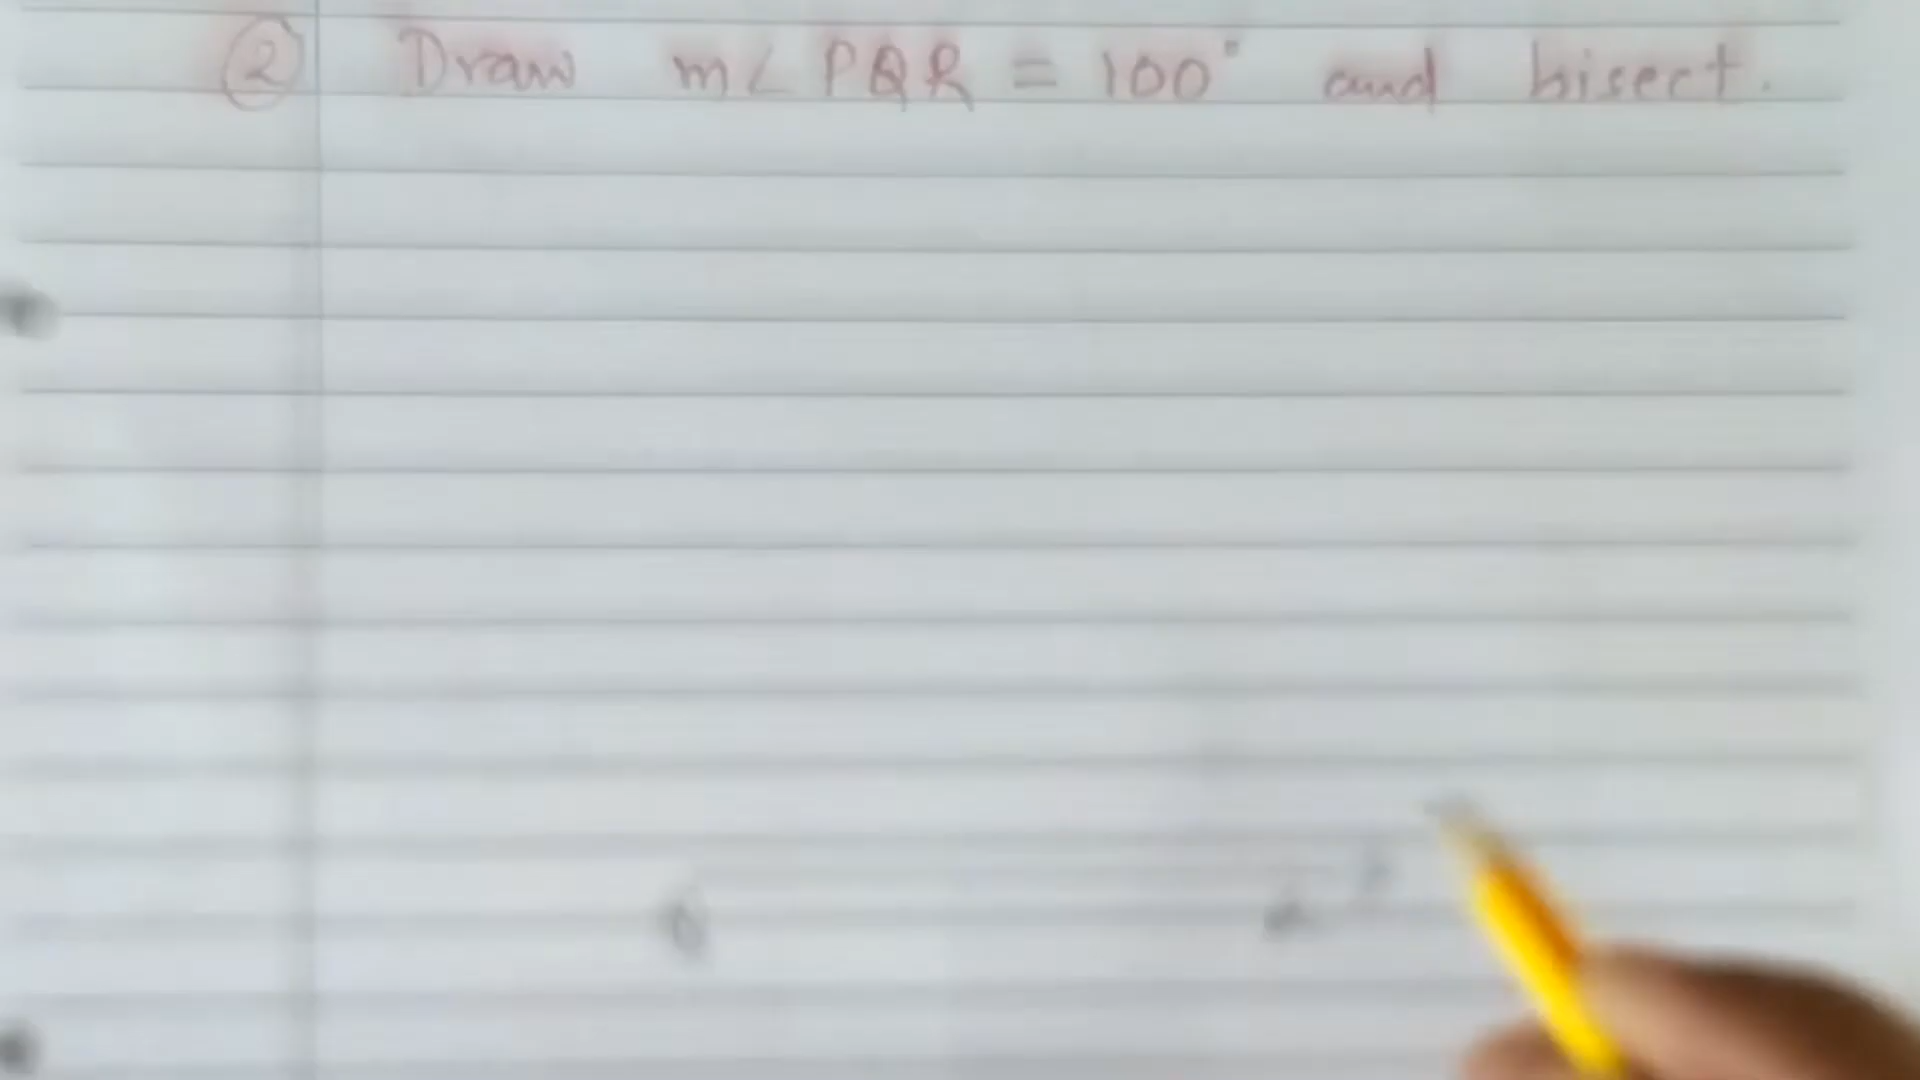 ② Draw m∠ PQR = 100° and bisect.